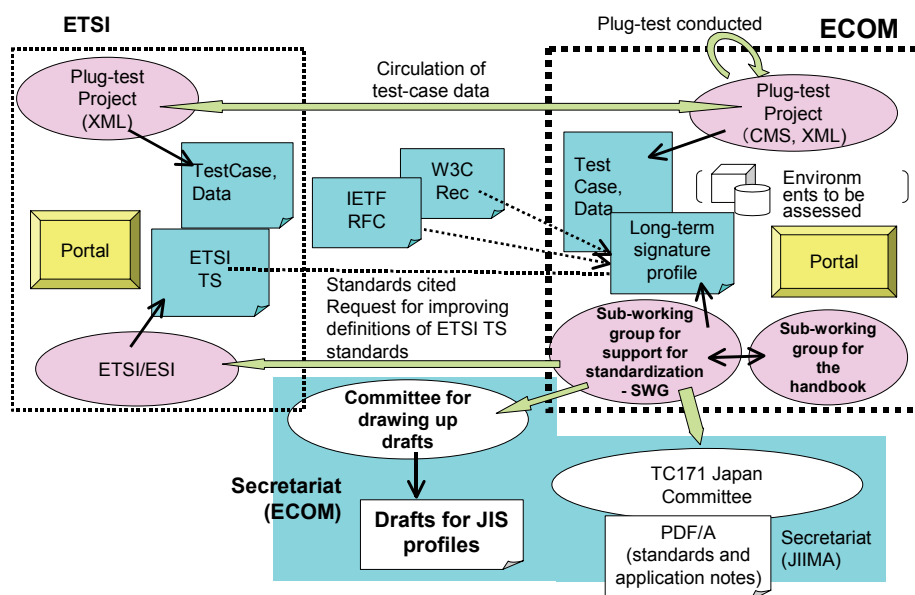 ETSI
Plug-test conducted
ECOM
Plug-test
Project
(XML)
Circulation of
test-case data
Plug-test
Project
(CMS, XML)
TestCase,
Data
W3C
Rec
IETF
RFC
Test
Case,
Data
Environm
ents to be
assessed
Portal
ETSI
TS
Long-term
signature
profile
Portal
Standards cited
Request for improving
definitions of ETSI TS
standards
ETSI/ESI
Sub-working
group for
support for
standardization
- SWG
Sub-working
group for
the
handbook
Committee for
drawing up
drafts
Secretariat
(ECOM)
Drafts for JIS
profiles
TC171 Japan
Committee
PDF/A
(standards and
application notes)
Secretariat
(JIIMA)